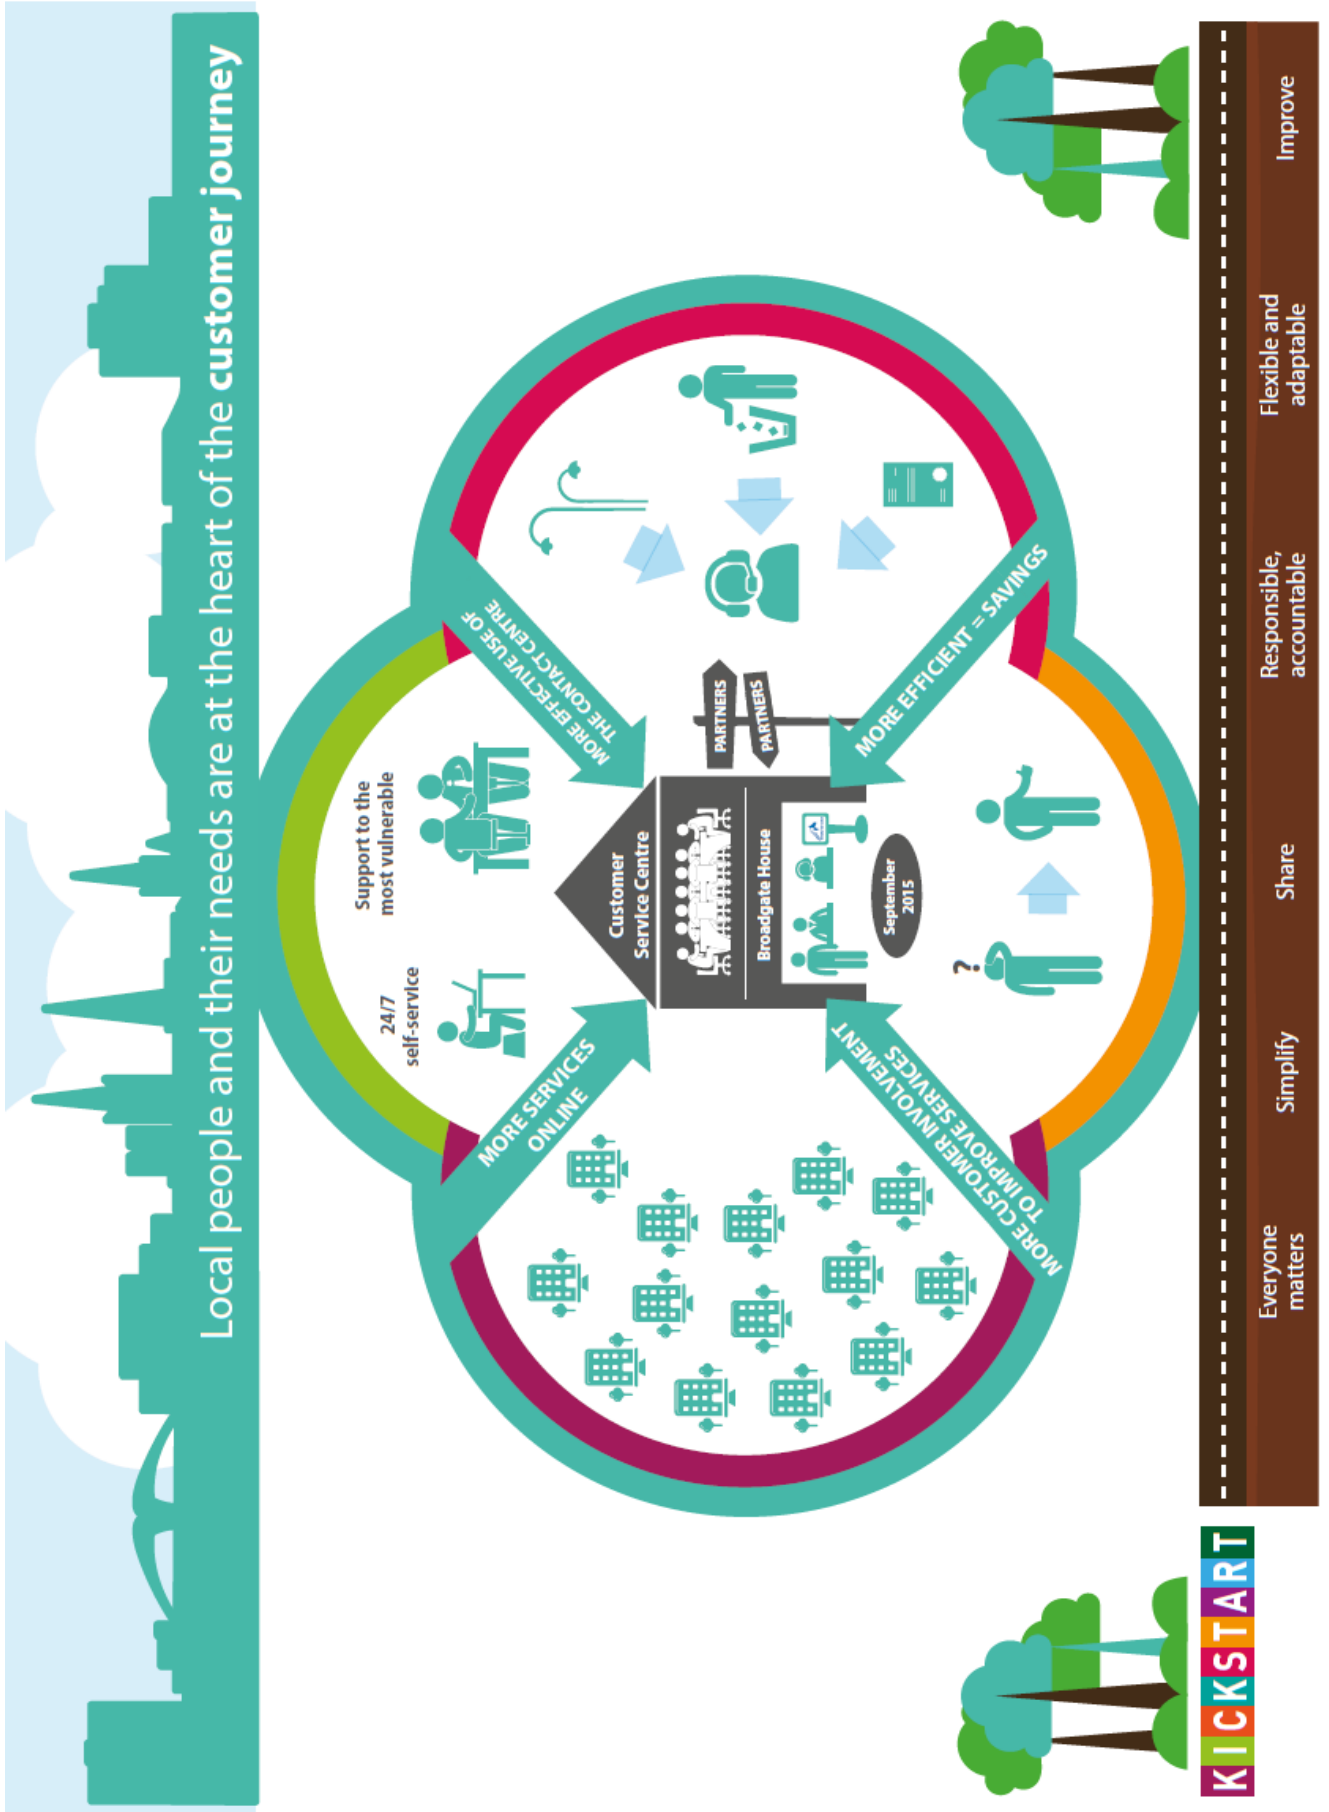 Local people and their needs are at the heart of the customer journey
24/7
self-service
Support to the
most vulnerable
MORE SERVICES
ONLINE
MORE EFFECTIVE USE OF
THE CONTACT CENTRE
Customer
Service Centre
Broadgate House
PARTNERS
PARTNERS
September
2015
?
MORE CUSTOMER INVOLVEMENT
TO IMPROVE SERVICES
MORE EFFICIENT = SAVINGS
KICKSTART
Everyone
matters
Simplify
Share
Responsible,
accountable
Flexible and
adaptable
Improve